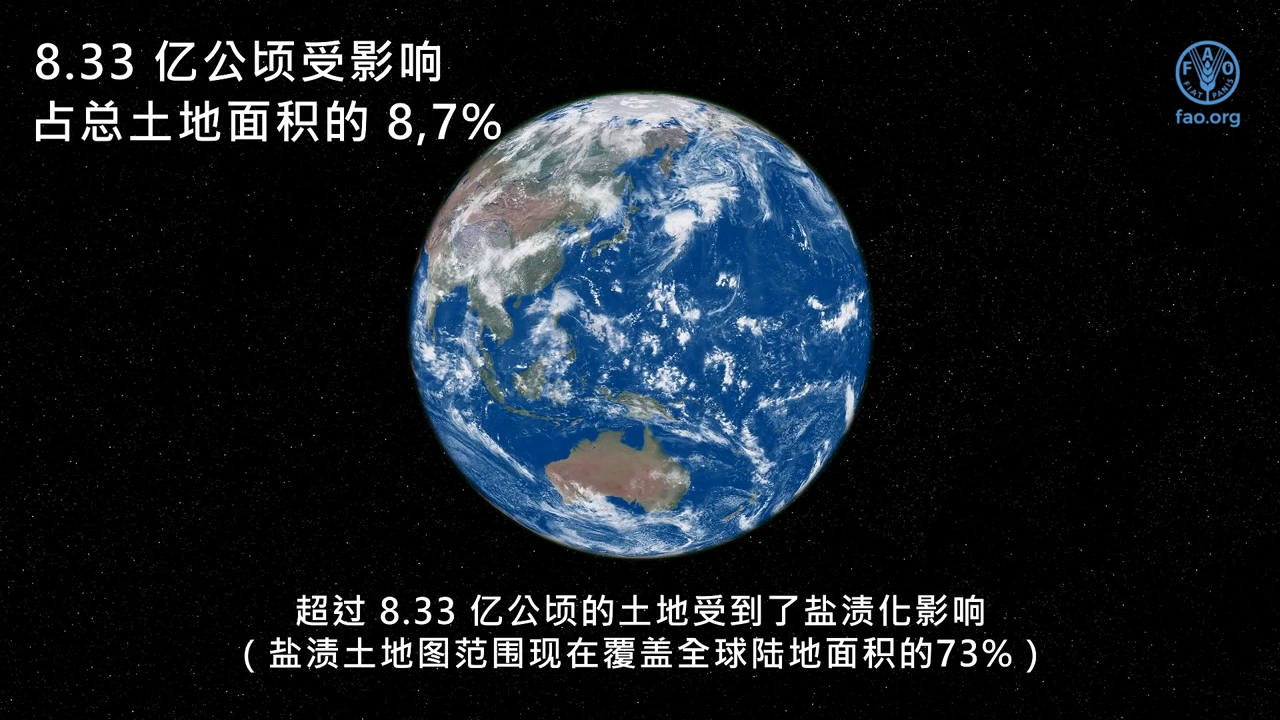 8.33 亿公顷受影响
占总土地面积的 8,7%
F A O
FIAT PANIS
fao.org
超过 8.33 亿公顷的土地受到了盐渍化影响
( 盐渍土地图范围现在覆盖全球陆地面积的73% )